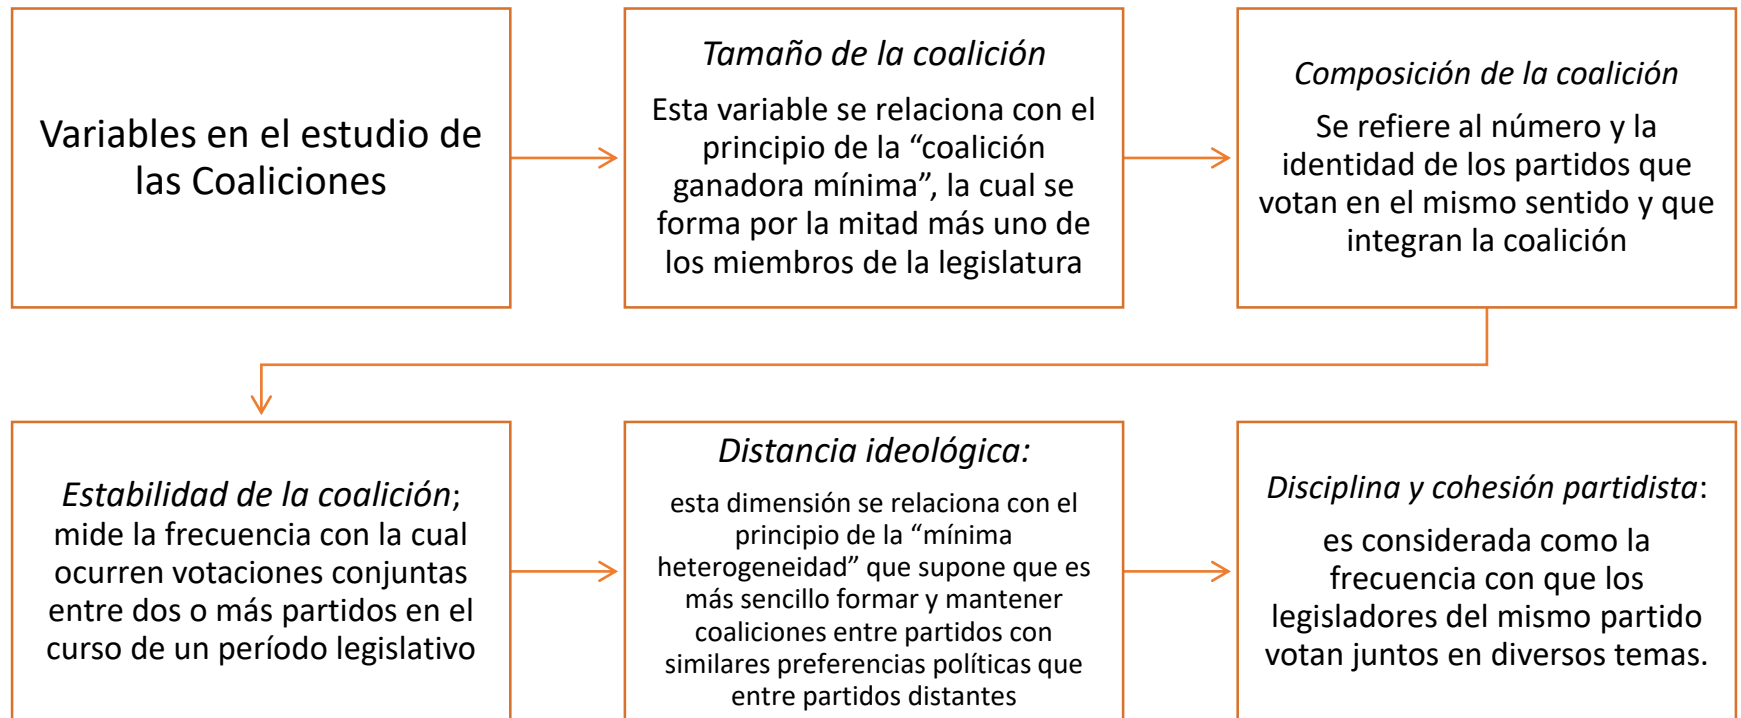 Variables en el estudio de
las Coaliciones
Tamaño de la coalición
Esta variable se relaciona con el
principio de la “coalición
ganadora mínima”, la cual se
forma por la mitad más uno de
los miembros de la legislatura
Composición de la coalición
Se refiere al número y la
identidad de los partidos que
votan en el mismo sentido y que
integran la coalición
Estabilidad de la coalición;
mide la frecuencia con la cual
ocurren votaciones conjuntas
entre dos o más partidos en el
curso de un período legislativo
Distancia ideológica:
esta dimensión se relaciona con el
principio de la “mínima
heterogeneidad” que supone que es
más sencillo formar y mantener
coaliciones entre partidos con
similares preferencias políticas que
entre partidos distantes
Disciplina y cohesión partidista:
es considerada como la
frecuencia con que los
legisladores del mismo partido
votan juntos en diversos temas.